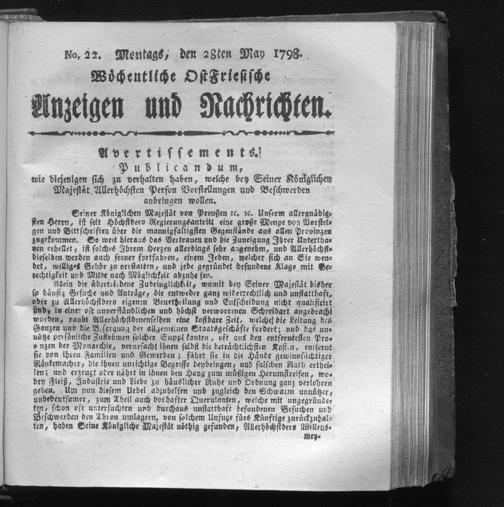 No. 22. Montags, den 28sten May 1798.
Wöchentliche OstFriesische
Anzeigen und Nachrichten.
Avertissements.
Publicandum,
wie diejenigen sich zu verhalten haben, welche bey Seiner Königlichen
Majestät Allerhöchsten Person Vorstellungen und Beschwerden
anbringen wollen.
Seiner Königlichen Majestät von Preußen ꝛc. ꝛc. Unserm allergnädig-
sten Herrn, ist seit Höchstdero Regierungsantritt eine große Menge von Vorstel-
gen und Bittschriften über die mannigfaltigsten Gegenstände aus allen Provinzen
zugekommen. So weit hieraus das Vertrauen und die Zuneigung Ihrer Untertha-
nen erhellet, ist solches Ihrem Herzen allerdings sehr angenehm, und Allerhöchst-
dieselben werden auch ferner fortfahren, einem Jeden, welcher sich an Sie wen-
det, williges Gehör zu verstatten, und jede gegründet befundene Klage mit Ge-
rechtigkeit und Milde nach Möglichkeit abzuhelfen.
Allein die übertriebene Zudringlichkeit, womit bey Seiner Majestät bisher
so häufig Gesuche und Anträge, die entweder ganz widerrechtlich und unstatthaft,
oder zu Allerhöchstdero eigenen Beurtheilung und Entscheidung nicht qualificirt
sind, in einer oft unverständlichen und höchst verworrenen Schreibart angebracht
worden, raubt Allerhöchstdenenselben eine kostbare Zeit, welche die Leitung des
Ganzen und die Besorgung der allgemeinen Staatsgeschäfte fordert; und das un-
nütze persönliche Zuströmen solcher Supplikanten, oft aus den entferntesten Pro-
vinzen der Monarchie, verursacht ihnen selbst die beträchtlichsten Kosten, entfernt
sie von ihren Familien und Gewerben; führt sie in die Hände gewinnsüchtiger
Ränkemacher, die ihnen unrichtige Begriffe beybringen, und falschen Rath erthei-
len; und erzeugt oder nährt in ihnen den Hang zum müßigen Herumstreifen, wo-
bey Fleiß, Industrie und Liebe zu häuslicher Ruhe und Ordnung ganz verlohren
gehen. Um nun diesem Uebel abzuhelfen und zugleich den Schwarm unnützer,
unbedeutsamer, zum Theil auch boshafter Querulanten, welche mit ungegründe-
ten, schon oft untersuchten und durchaus unstatthaft befundenen Gesuchen und
Beschwerden den Thron umlagern, von solchem Unfuge fürs Künftige zurückzuhal-
ten, haben Seine Königliche Majestät nöthig gefunden, Allerhöchstders Willens-
mey-